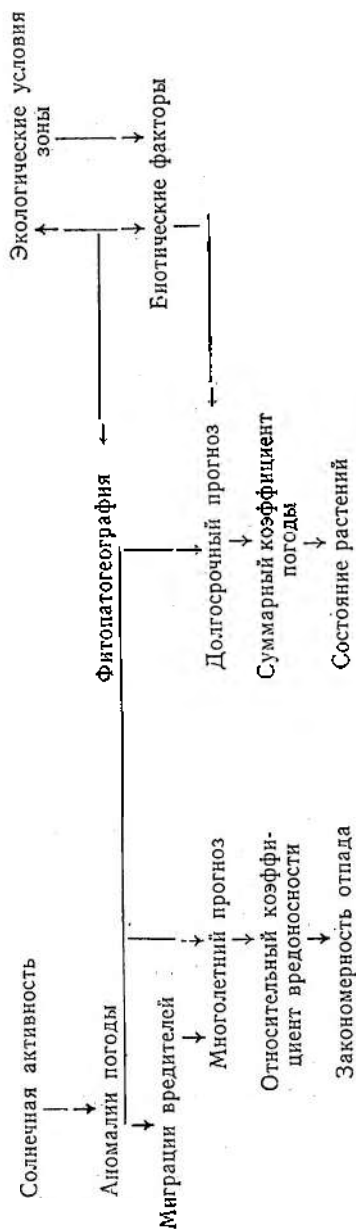 Солнечная активность
Экологические условия
зоны
Аномалии погоды
Фитопатогеография
Биотические факторы
Миграции вредителей
Многолетний прогноз
Долгосрочный прогноз
Относительный коэффи-
циент вредоносности
Суммарный коэффициент
погоды
Закономерность отпада
Состояние растений